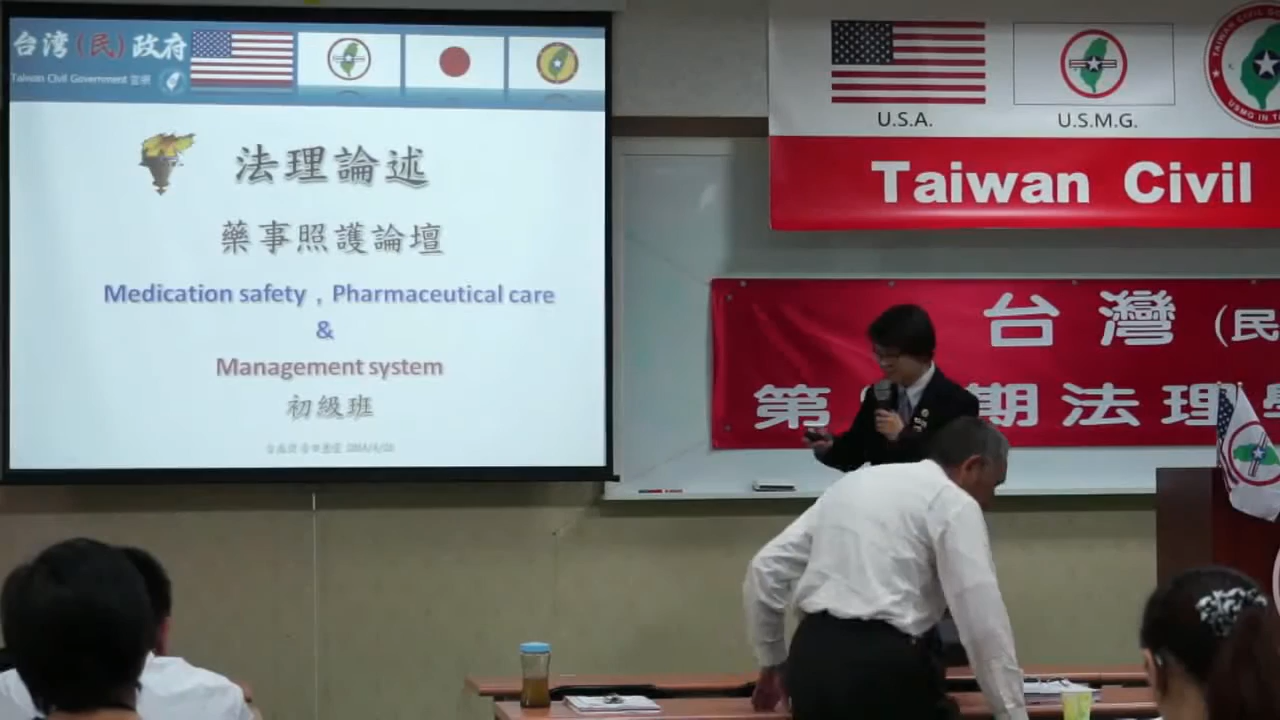 台湾(民)政府
Taiwan Civil Government
法理論述
藥事照護論壇
Medication safety , Pharmaceutical care
&
Management system
初級班
U.S.A.
U.S.M.G.
Taiwan Civil
台灣(民
第 期法理學